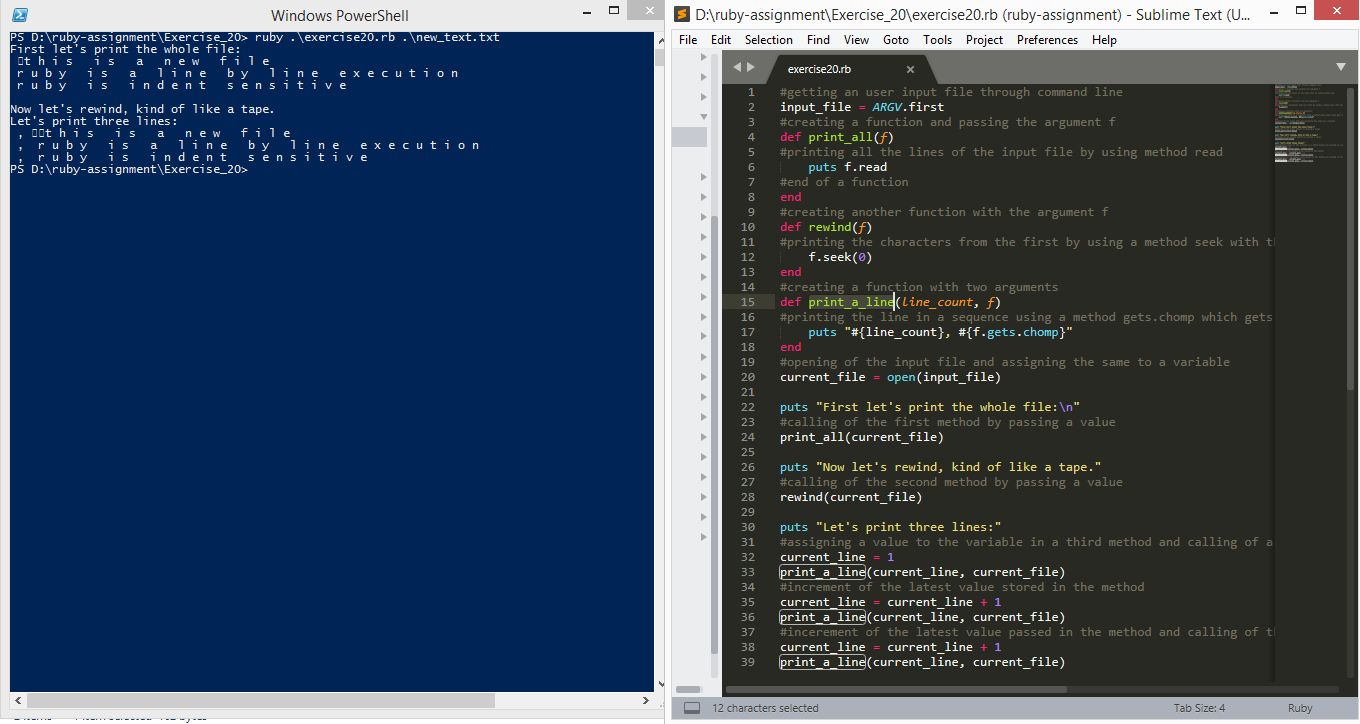 Windows PowerShell
PS D:\ruby-assignment\Exercise_20> ruby .\exercise20.rb .\new_text.txt
First let's print the whole file:
t h i s   i s   a   n e w   f i l e
r u b y   i s   a   l i n e   b y   l i n e   e x e c u t i o n
r u b y   i s   i n d e n t   s e n s i t i v e
Now let's rewind, kind of like a tape.
Let's print three lines:
, t h i s   i s   a   n e w   f i l e
, r u b y   i s   a   l i n e   b y   l i n e   e x e c u t i o n
, r u b y   i s   i n d e n t   s e n s i t i v e
PS D:\ruby-assignment\Exercise_20>
D:\ruby-assignment\Exercise_20\exercise20.rb (ruby-assignment) - Sublime Text (U...
File Edit Selection Find View Goto Tools Project Preferences Help
exercise20.rb
1 #getting an user input file through command line
2 input_file = ARGV.first
3 #creating a function and passing the argument f
4 def print_all(f)
5 #printing all the lines of the input file by using method read
6     puts f.read
7 #end of a function
8 end
9 #creating another function with the argument f
10 def rewind(f)
11 #printing the characters from the first by using a method seek with
12     f.seek(0)
13 end
14 #creating a function with two arguments
15 def print_a_line(line_count, f)
16 #printing the line in a sequence using a method gets.chomp which gets
17     puts "#{line_count}, #{f.gets.chomp}"
18 end
19 #opening of the input file and assigning the same to a variable
20 current_file = open(input_file)
21
22 puts "First let's print the whole file:\n"
23 #calling of the first method by passing a value
24 print_all(current_file)
25
26 puts "Now let's rewind, kind of like a tape."
27 #calling of the second method by passing a value
28 rewind(current_file)
29
30 puts "Let's print three lines:"
31 #assigning a value to the variable in a third method and calling of a
32 current_line = 1
33 print_a_line(current_line, current_file)
34 #increment of the latest value stored in the method
35 current_line = current_line + 1
36 print_a_line(current_line, current_file)
37 #incerement of the latest value passed in the method and calling of
38 current_line = current_line + 1
39 print_a_line(current_line, current_file)
12 characters selected
Tab Size: 4
Ruby